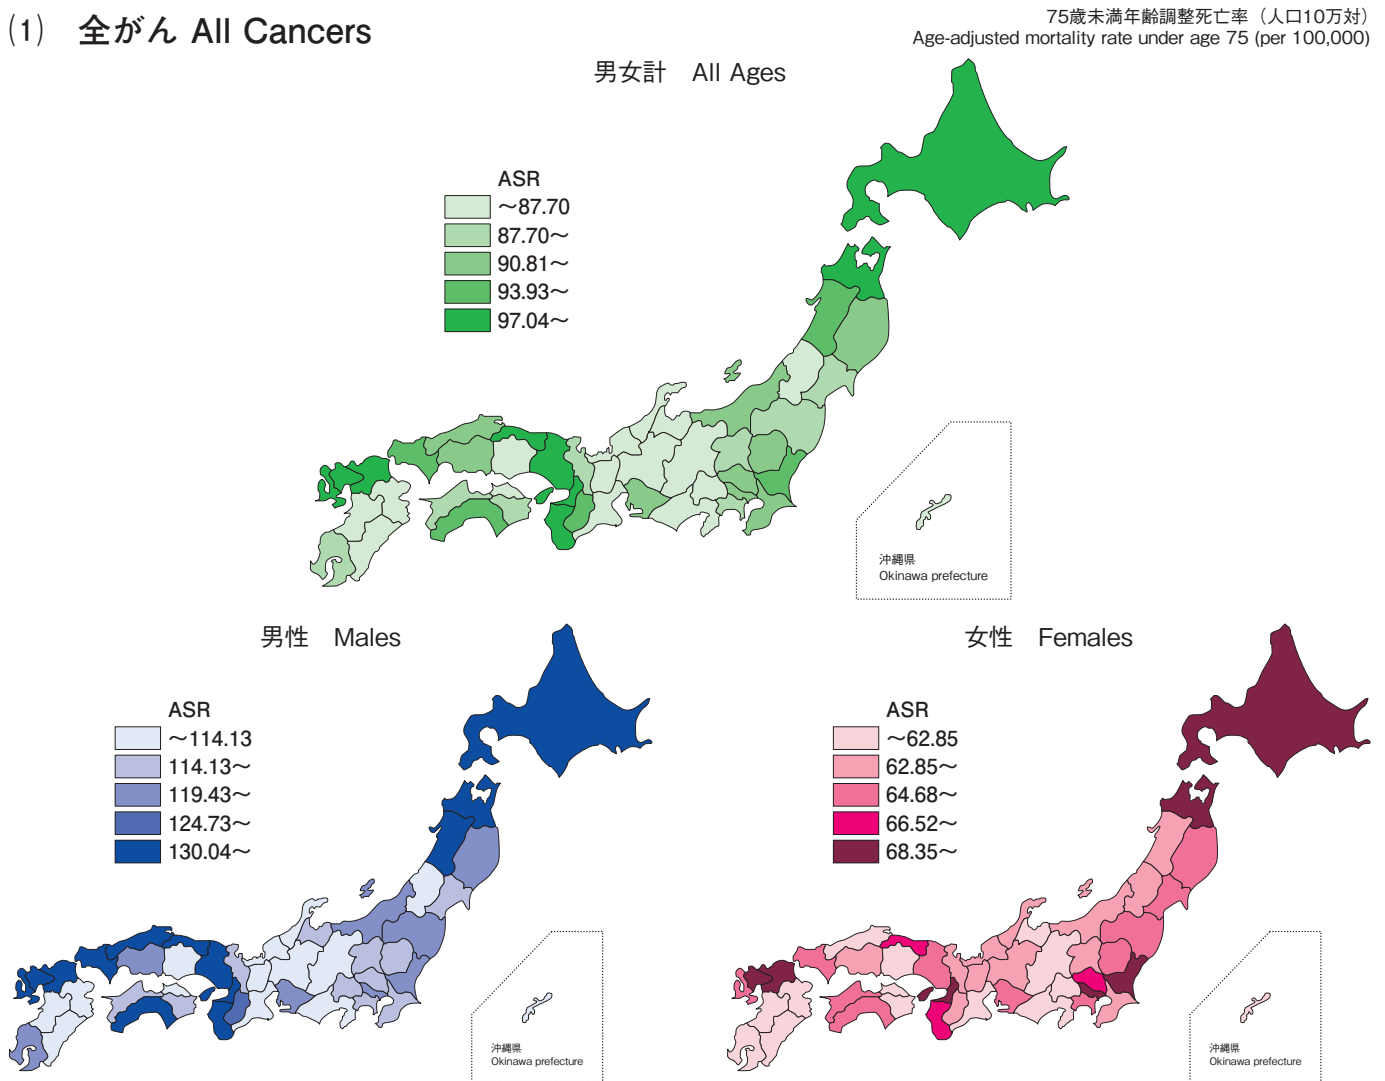 (1) 全がん All Cancers
75歳未満年齢調整死亡率（人口10万対）
Age-adjusted mortality rate under age 75 (per 100,000)
男女計 All Ages
ASR
～87.70
87.70～
90.81～
93.93～
97.04～
沖縄県
Okinawa prefecture
男性 Males
ASR
～114.13
114.13～
119.43～
124.73～
130.04～
沖縄県
Okinawa prefecture
女性 Females
ASR
～62.85
62.85～
64.68～
66.52～
68.35～
沖縄県
Okinawa prefecture